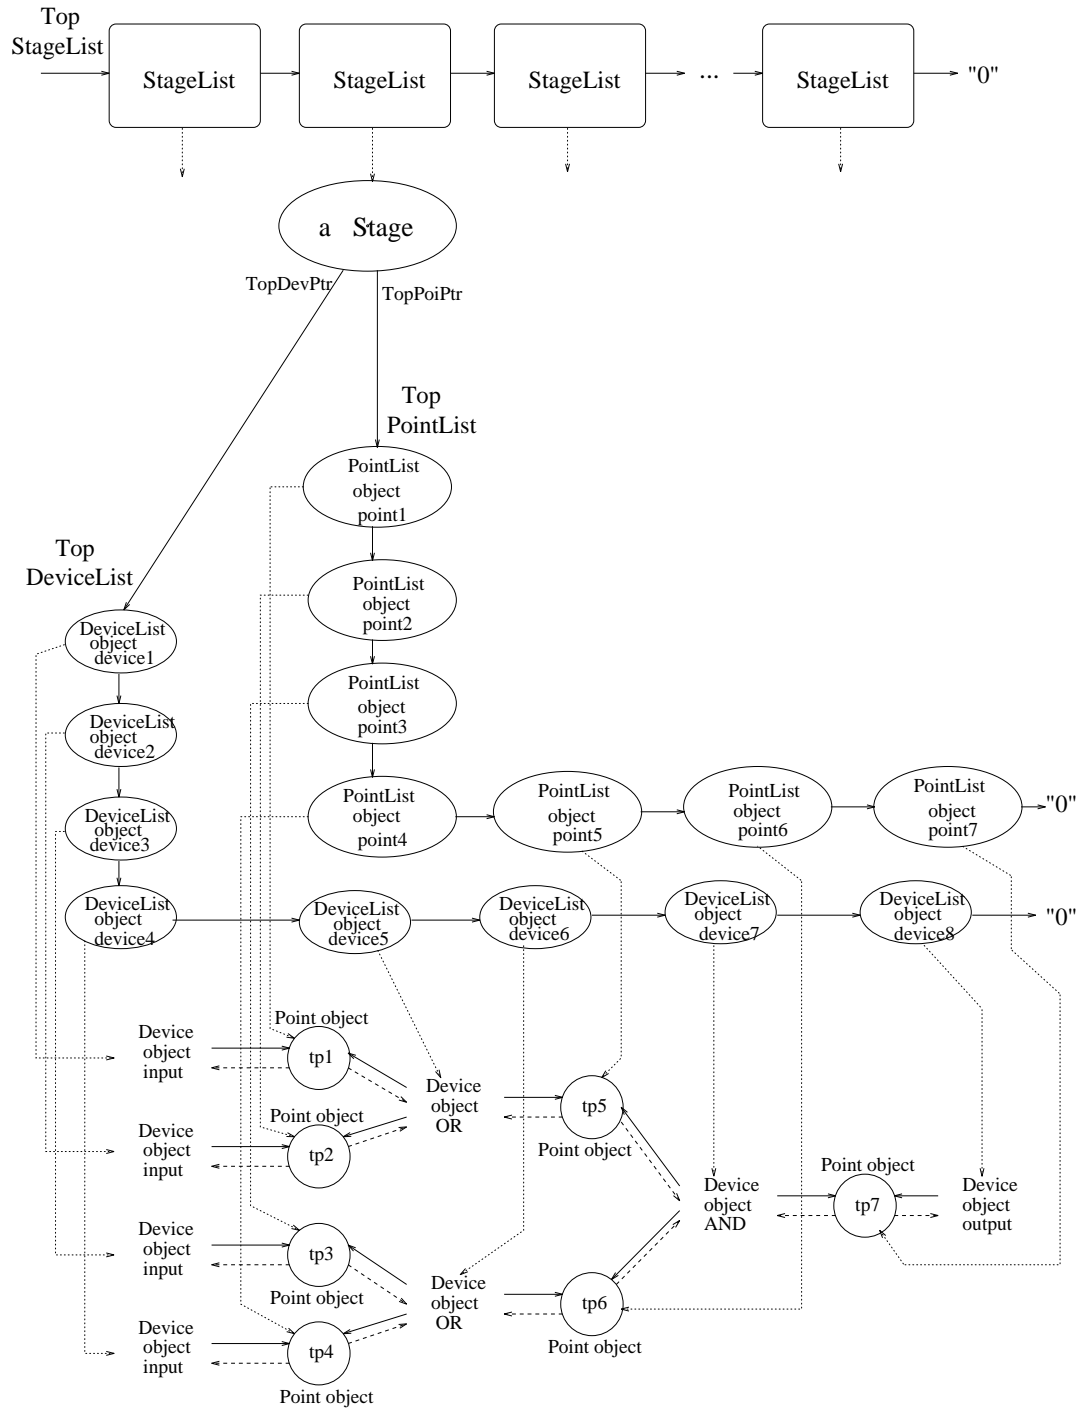 Top
StageList
StageList
StageList
StageList
...
StageList
"0"
a Stage
TopDevPtr
TopPoiPtr
Top
PointList
PointList
object
point1
Top
DeviceList
PointList
object
point2
DeviceList
object
device1
PointList
object
point3
DeviceList
object
device2
PointList
object
point4
PointList
object
point5
PointList
object
point6
PointList
object
point7
"0"
DeviceList
object
device3
DeviceList
object
device4
DeviceList
object
device5
DeviceList
object
device6
DeviceList
object
device7
DeviceList
object
device8
"0"
Point object
Device
object
input
tp1
Device
object
OR
tp5
Point object
Point object
Device
object
input
tp2
Device
object
AND
Point object
tp7
Device
object
output
Device
object
input
tp3
Point object
Device
object
OR
tp6
Point object
Device
object
input
tp4
Point object